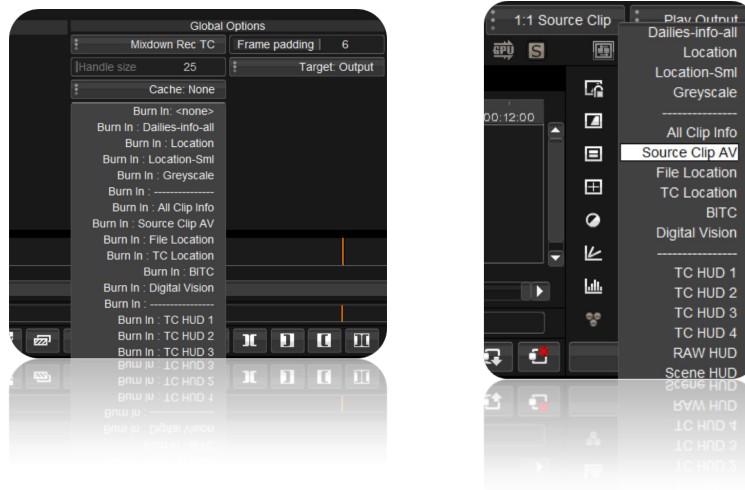 Global Options
Mixdown Rec TC
Frame padding | 6
Handle size 25
Target: Output
Cache: None
Burn In: <none>
Burn In : Dailies-info-all
Burn In : Location
Burn In : Location-Sml
Burn In : Greyscale
Burn In : ---------------
Burn In : All Clip Info
Burn In : Source Clip AV
Burn In : File Location
Burn In : TC Location
Burn In : BITC
Burn In : Digital Vision
Burn In : ----------------
Burn In : TC HUD 1
Burn In : TC HUD 2
Burn In : TC HUD 3
1:1 Source Clip
Play Output
GPU
S
00:12:00
Dailies-info-all
Location
Location-Sml
Greyscale
---------------
All Clip Info
Source Clip AV
File Location
TC Location
BITC
Digital Vision
----------------
TC HUD 1
TC HUD 2
TC HUD 3
TC HUD 4
RAW HUD
Scene HUD